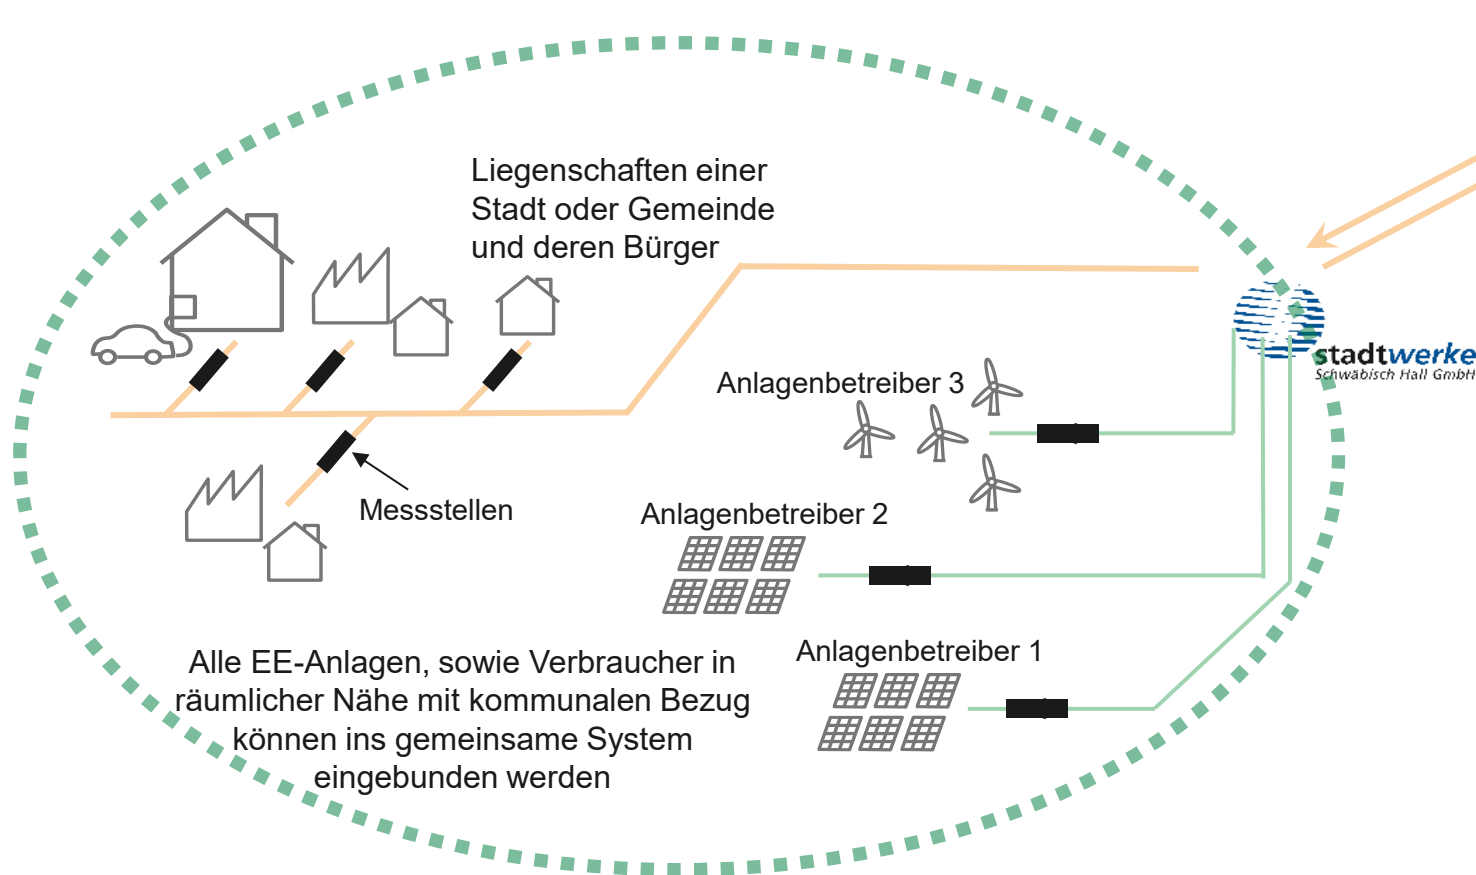 Liegenschaften einer
Stadt oder Gemeinde
und deren Bürger
stadtwerke
Schwäbisch Hall GmbH
Anlagenbetreiber 3
Messstellen
Anlagenbetreiber 2
Anlagenbetreiber 1
Alle EE-Anlagen, sowie Verbraucher in
räumlicher Nähe mit kommunalen Bezug
können ins gemeinsame System
eingebunden werden